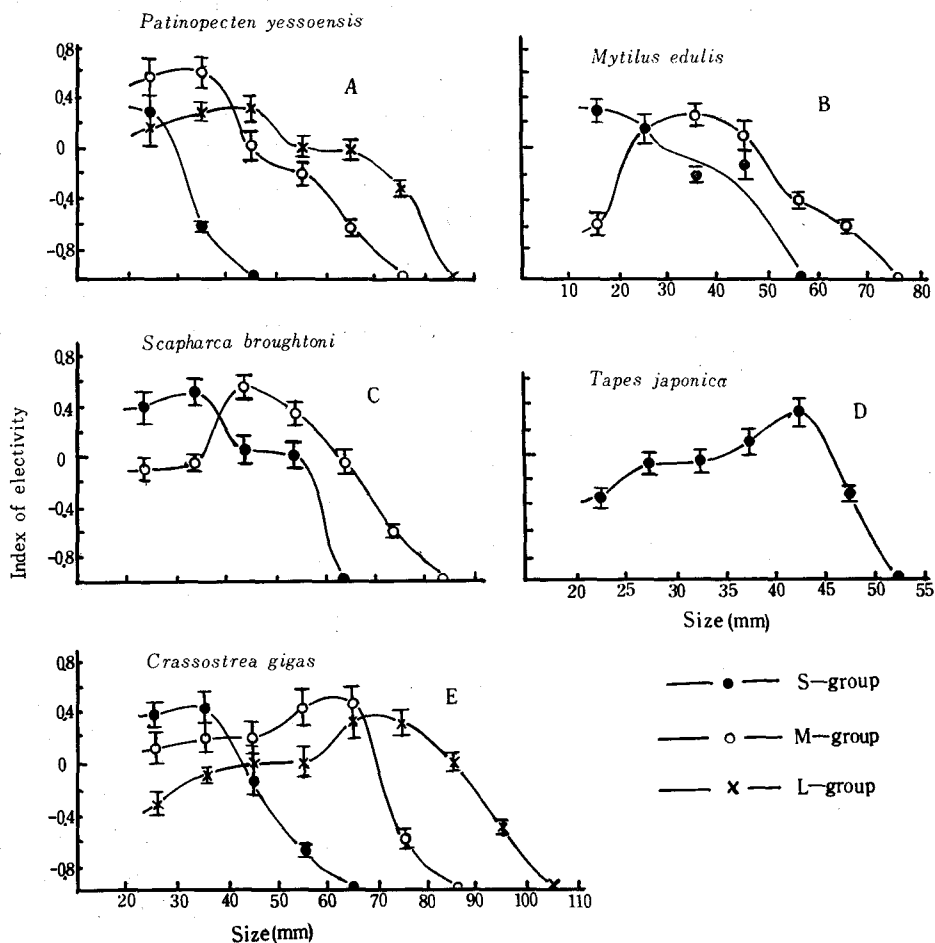 Patinopecten yessoensis
0.8
0.4
0
-0.4
-0.8
A
Mytilus edulis
B
10 20 30 40 50 60 70 80
Scapharca broughtoni
0.8
0.4
0
-0.4
-0.8
C
Index of electivity
Tapes japonica
D
20 25 30 35 40 45 50 55
Size (mm)
Crassostrea gigas
0.8
0.4
0
-0.4
-0.8
E
20 30 40 50 60 70 80 90 100 110
Size (mm)
S—group
M—group
L—group